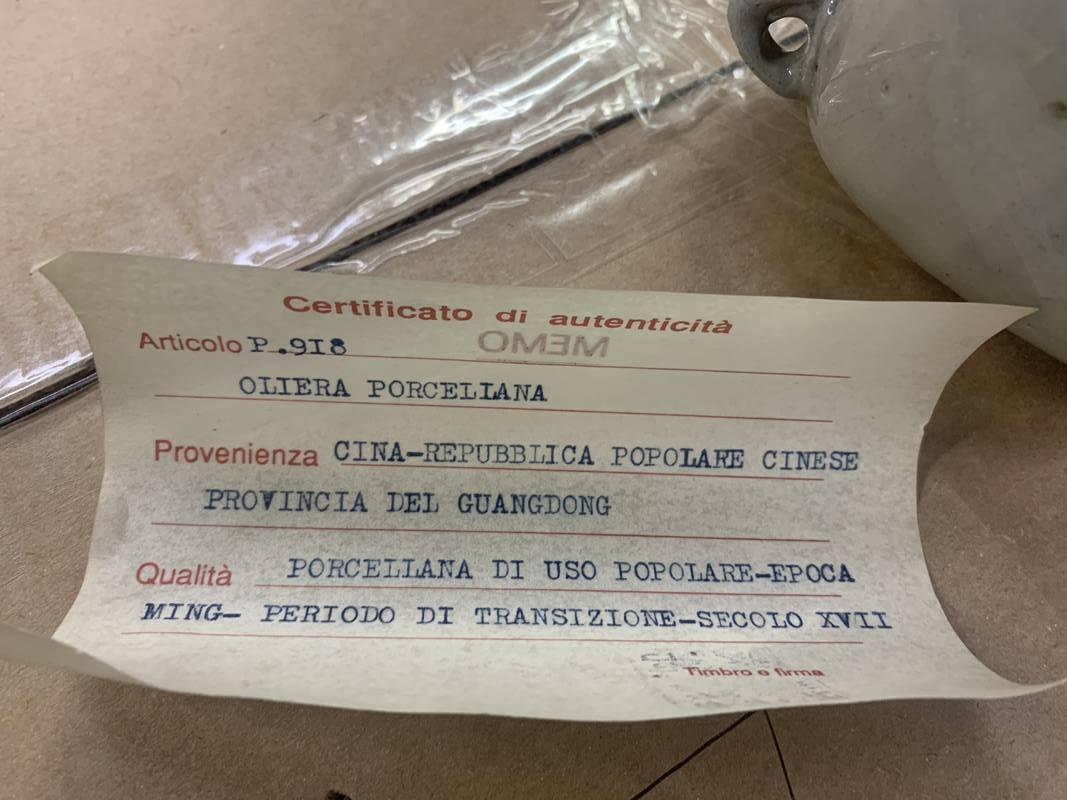 Certificato di autenticità
MEMO
Articolo P.918
OLIERA PORCELLANA
Provenienza CINA-REPUBBLICA POPOLARE CINESE
PROVINCIA DEL GUANGDONG
Qualità PORCELLANA DI USO POPOLARE-EPOCA
MING- PERIODO DI TRANSIZIONE-SECOLO XVII
Timbro e firma